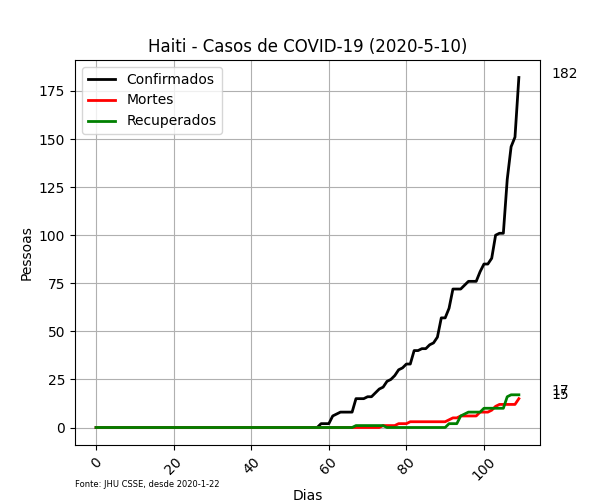 Haiti - Casos de COVID-19 (2020-5-10)
Confirmados
Mortes
Recuperados
182
175
150
125
100
75
50
25
0
17
15
Pessoas
0
20
40
60
80
100
Fonte: JHU CSSE, desde 2020-1-22
Dias